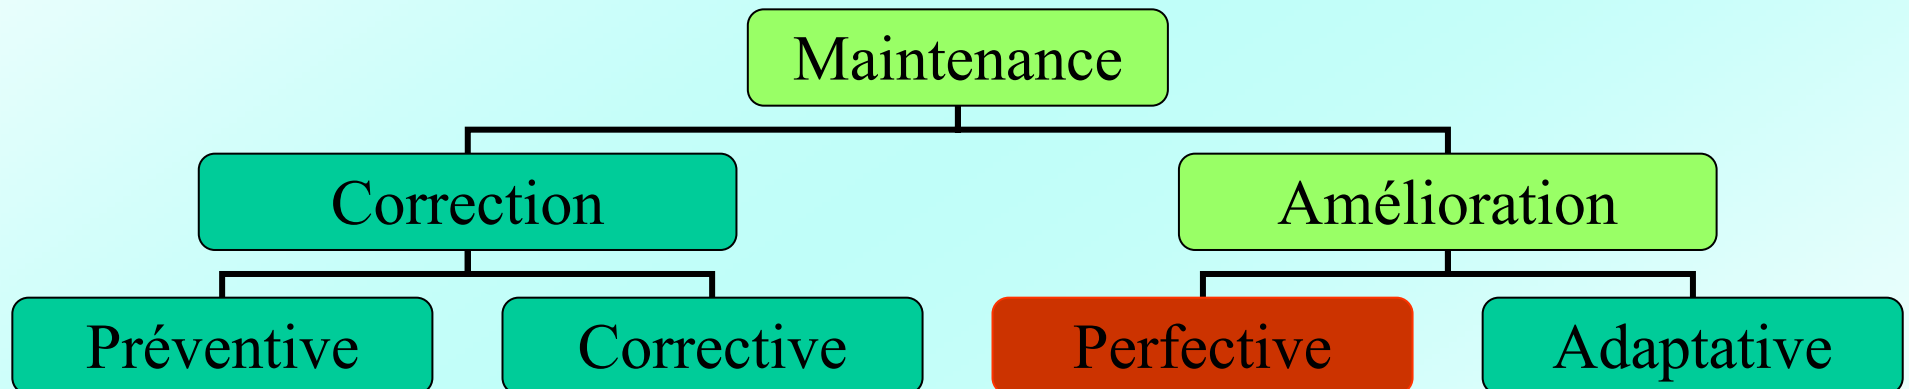 Maintenance
Correction
Amélioration
Préventive
Corrective
Perfective
Adaptative